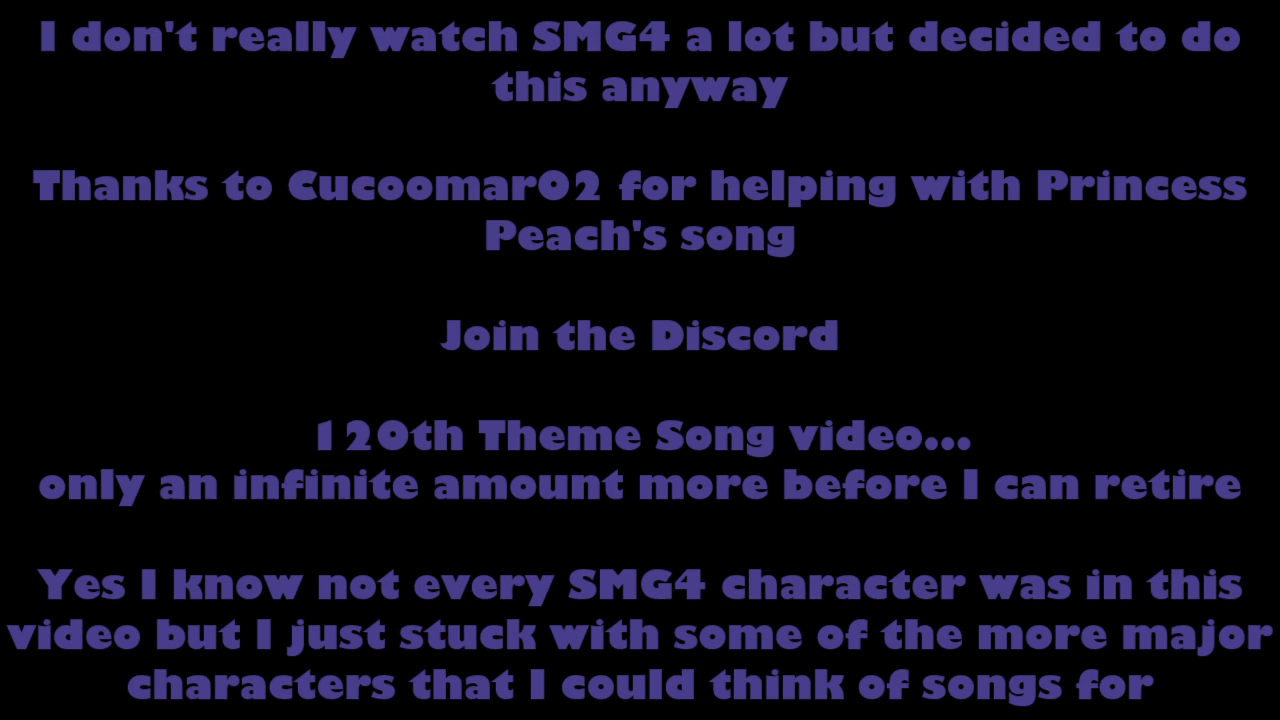 I don't really watch SMG4 a lot but decided to do
this anyway
Thanks to Cucoomar02 for helping with Princess
Peach's song
Join the Discord
120th Theme Song video...
only an infinite amount more before I can retire
Yes I know not every SMG4 character was in this
video but I just stuck with some of the more major
characters that I could think of songs for